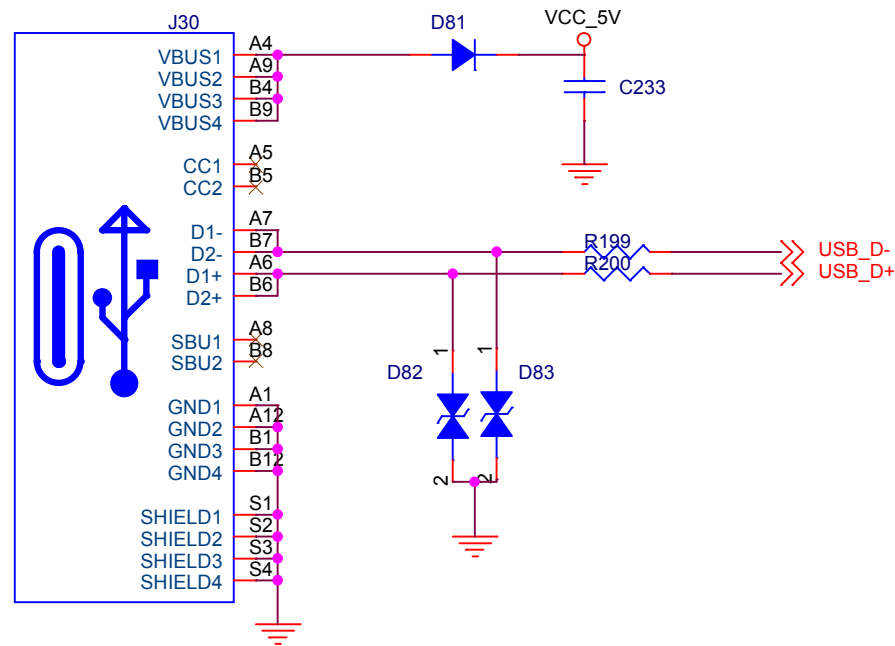 J30
D81
VCC_5V
VBUS1 A4
VBUS2 A9
VBUS3 B4
VBUS4 B9
C233
CC1 A5
CC2 B5
D1- A7
D2- B7
D1+ A6
D2+ B6
R199
R200
USB_D-
USB_D+
SBU1 A8
SBU2 B8
1
1
D82
D83
2
2
GND1 A1
GND2 A12
GND3 B1
GND4 B12
SHIELD1 S1
SHIELD2 S2
SHIELD3 S3
SHIELD4 S4